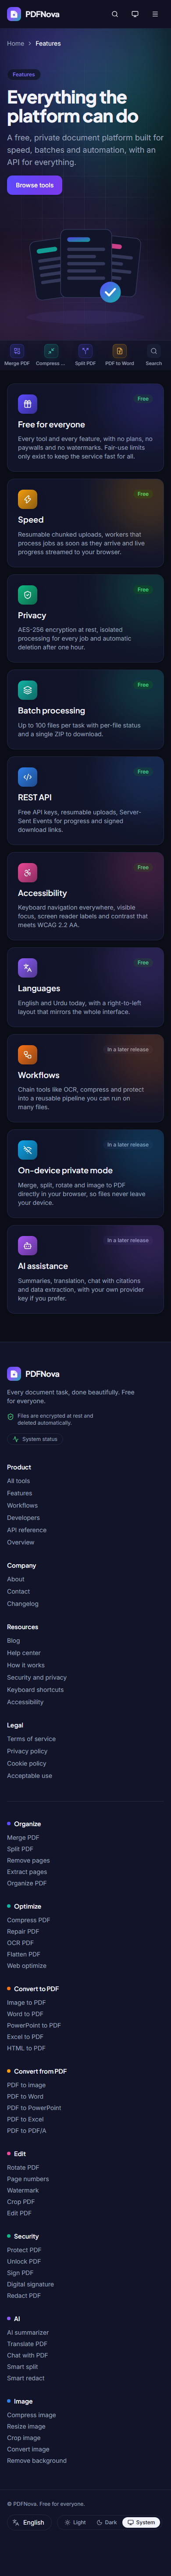 PDFNova
Home > Features
Features
Everything the
platform can do
A free, private document platform built for
speed, batches and automation, with an
API for everything.
Browse tools
Merge PDF
Compress ...
Split PDF
PDF to Word
Search
Free
Free for everyone
Every tool and every feature, with no plans, no
paywalls and no watermarks. Fair-use limits
only exist to keep the service fast for all.
Free
Speed
Resumable chunked uploads, workers that
process jobs as soon as they arrive and live
progress streamed to your browser.
Free
Privacy
AES-256 encryption at rest, isolated
processing for every job and automatic
deletion after one hour.
Free
Batch processing
Up to 100 files per task with per-file status
and a single ZIP to download.
Free
REST API
Free API keys, resumable uploads, Server-
Sent Events for progress and signed
download links.
Free
Accessibility
Keyboard navigation everywhere, visible
focus, screen reader labels and contrast that
meets WCAG 2.2 AA.
Free
Languages
English and Urdu today, with a right-to-left
layout that mirrors the whole interface.
In a later release
Workflows
Chain tools like OCR, compress and protect
into a reusable pipeline you can run on
many files.
In a later release
On-device private mode
Merge, split, rotate and image to PDF
directly in your browser, so files never leave
your device.
In a later release
AI assistance
Summaries, translation, chat with citations
and data extraction, with your own provider
key if you prefer.
PDFNova
Every document task, done beautifully. Free
for everyone.
Files are encrypted at rest and
deleted automatically.
System status
Product
All tools
Features
Workflows
Developers
API reference
Overview
Company
About
Contact
Changelog
Resources
Blog
Help center
How it works
Security and privacy
Keyboard shortcuts
Accessibility
Legal
Terms of service
Privacy policy
Cookie policy
Acceptable use
Organize
Merge PDF
Split PDF
Remove pages
Extract pages
Organize PDF
Optimize
Compress PDF
Repair PDF
OCR PDF
Flatten PDF
Web optimize
Convert to PDF
Image to PDF
Word to PDF
PowerPoint to PDF
Excel to PDF
HTML to PDF
Convert from PDF
PDF to image
PDF to Word
PDF to PowerPoint
PDF to Excel
PDF to PDF/A
Edit
Rotate PDF
Page numbers
Watermark
Crop PDF
Edit PDF
Security
Protect PDF
Unlock PDF
Sign PDF
Digital signature
Redact PDF
AI
AI summarizer
Translate PDF
Chat with PDF
Smart split
Smart redact
Image
Compress image
Resize image
Crop image
Convert image
Remove background
© PDFNova. Free for everyone.
English
Light
Dark
System